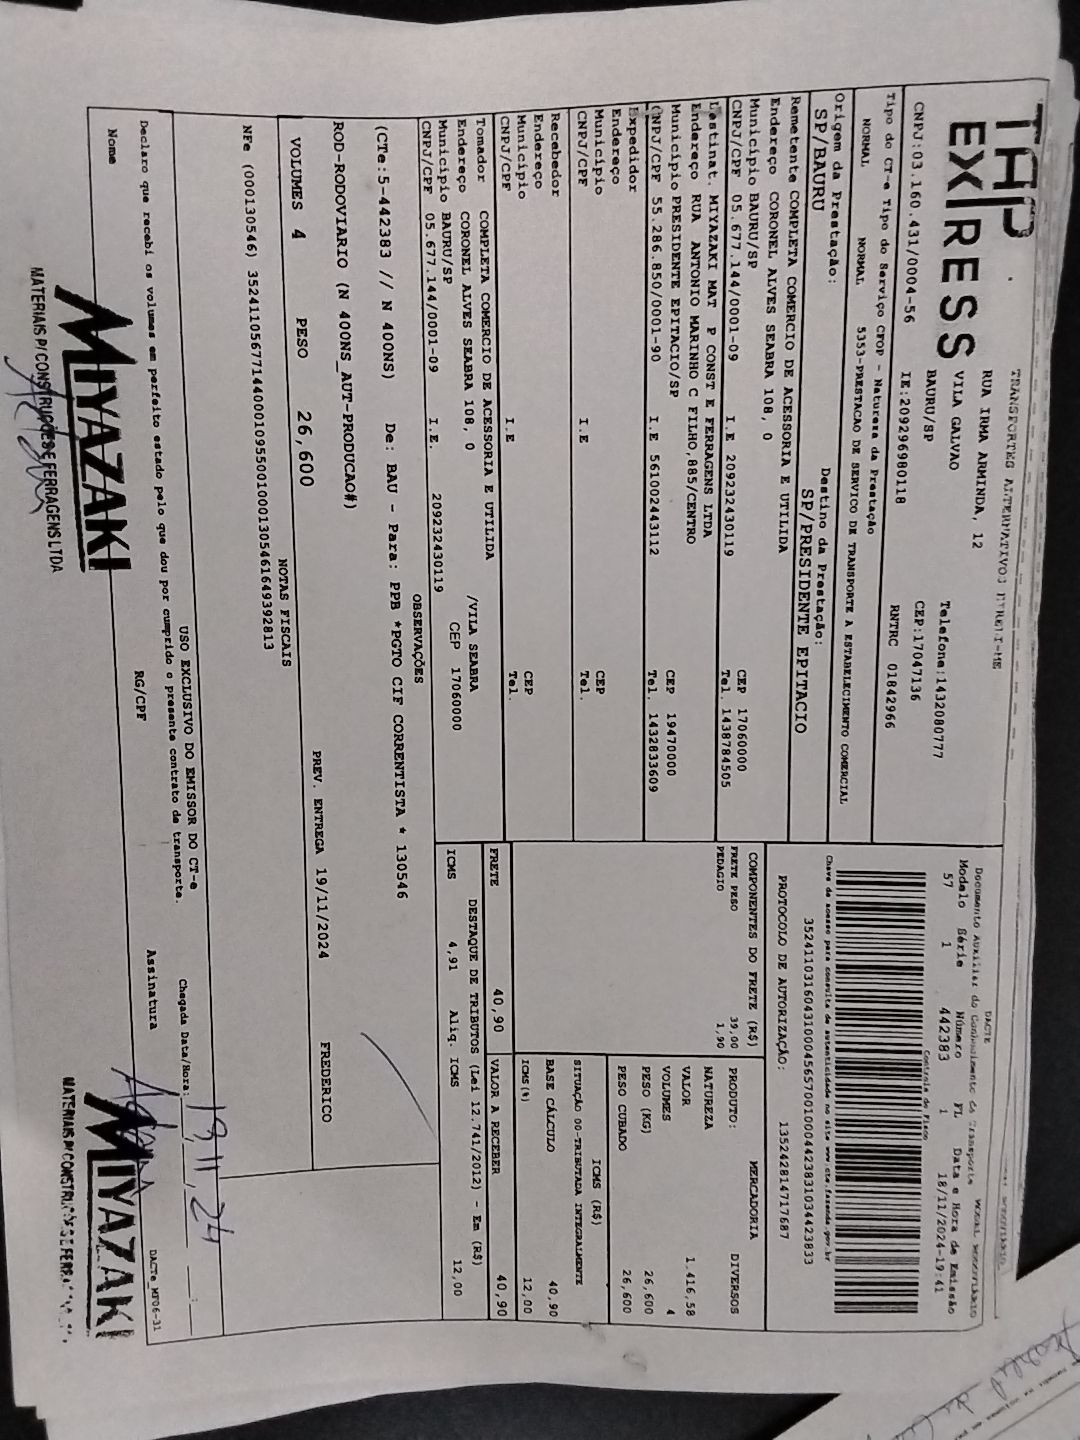 TAP EXPRESS
TRANSPORTES ALTERNATIVOS
RUA IRMA ARMINDA, 12
VILA GALVAO
BAURU/SP
Telefone:1432080777
CEP:17047136
CNPJ:03.160.431/0004-56 IE:209296980118 RNTRC 01842966
Tipo do CT-e Tipo do Serviço CFOP - Natureza da Prestação
NORMAL NORMAL 5353-PRESTACAO DE SERVICO DE TRANSPORTE A ESTABELECIMENTO COMERCIAL
Origem da Prestação: Destino da Prestação:
SP/BAURU SP/PRESIDENTE EPITACIO
Remetente COMPLETA COMERCIO DE ACESSORIA E UTILIDA
Endereço CORONEL ALVES SEABRA 108, 0
Município BAURU/SP CEP 17060000
CNPJ/CPF 05.677.144/0001-09 I.E 209232430119 Tel. 1438784505
Destinat. MIYAZAKI MAT P CONST E FERRAGENS LTDA
Endereço RUA ANTONIO MARINHO C FILHO,885/CENTRO
Município PRESIDENTE EPITACIO/SP CEP 19470000
CNPJ/CPF 55.286.850/0001-90 I.E 561002443112 Tel. 1432833609
Expedidor
Endereço
Município CEP
CNPJ/CPF I.E Tel.
Recebedor
Endereço
Município CEP
CNPJ/CPF I.E Tel.
Tomador COMPLETA COMERCIO DE ACESSORIA E UTILIDA
Endereço CORONEL ALVES SEABRA 108, 0 /VILA SEABRA
Município BAURU/SP CEP 17060000
CNPJ/CPF 05.677.144/0001-09 I.E. 209232430119
DACTE
Documento Auxiliar do Conhecimento de Transporte
Modelo Série Número FL Data e Hora de Emissão
57 1 442383 1 18/11/2024-19:41
Controle do Fisco
Chave de acesso para consulta de autenticidade no site www.cte.fazenda.gov.br
35241103160431000456570010004423831034423833
PROTOCOLO DE AUTORIZAÇÃO: 135242814717687
COMPONENTES DO FRETE (R$)
FRETE PESO 39,00
PEDAGIO 1,90
MERCADORIA
PRODUTO: DIVERSOS
NATUREZA
VALOR 1.416,58
VOLUMES 4
PESO (KG) 26,600
PESO CUBADO 26,600
ICMS (R$)
SITUAÇÃO 00-TRIBUTADA INTEGRALMENTE
BASE CÁLCULO 40,90
ICMS(%) 12,00
FRETE 40,90 VALOR A RECEBER 40,90
DESTAQUE DE TRIBUTOS (Lei 12.741/2012) - Em (R$)
ICMS 4,91 Aliq. ICMS 12,00
OBSERVAÇÕES
(CTe:5-442383 // N 400NS) De: BAU - Para: PPB *PGTO CIF CORRENTISTA * 130546
ROD-RODOVIARIO (N 400NS_AUT-PRODUCAO#)
VOLUMES 4 PESO 26,600 PREV. ENTREGA 19/11/2024 FREDERICO
NOTAS FISCAIS
NFe (000130546) 35241105677144000109550010001305461649392813
USO EXCLUSIVO DO EMISSOR DO CT-e
Declaro que recebi os volumes em perfeito estado pelo que dou por cumprido o presente contrato de transporte.
Chegada Data/Hora: 19,11,24 :
Nome RG/CPF Assinatura
DACTe_MF06-31
MIYAZAKI
MATERIAIS P/ CONSTRUÇÕES E FERRAGENS LTDA
MIYAZAKI
MATERIAIS P/ CONSTRUÇÕES E